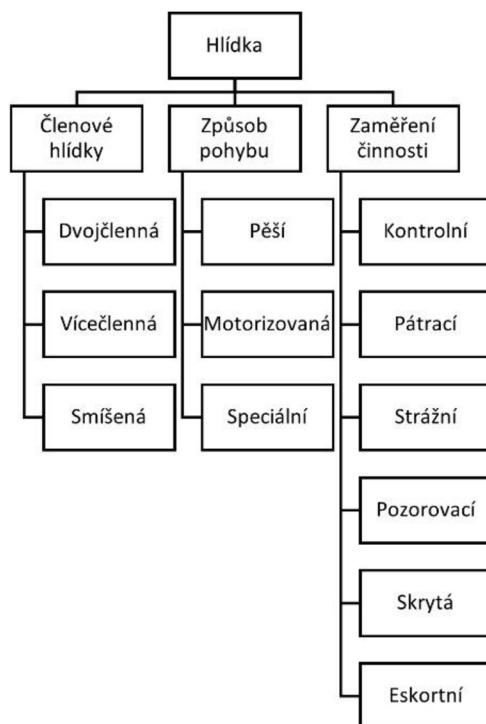 Hlídka
Členové
hlídky
Dvojčlenná
Vícečlenná
Smíšená
Způsob
pohybu
Pěší
Motorizovaná
Speciální
Zaměření
činnosti
Kontrolní
Pátrací
Strážní
Pozorovací
Skrytá
Eskortní